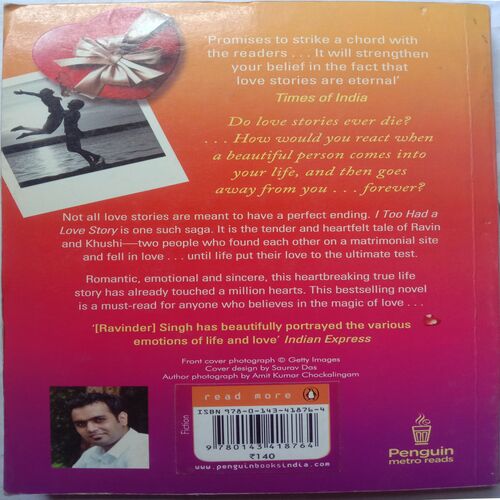 'Promises to strike a chord with
the readers . . . It will strengthen
your belief in the fact that
love stories are eternal'
Times of India
Do love stories ever die?
. . . How would you react when
a beautiful person comes into
your life, and then goes
away from you . . . forever?
Not all love stories are meant to have a perfect ending. I Too Had a
Love Story is one such saga. It is the tender and heartfelt tale of Ravin
and Khushi—two people who found each other on a matrimonial site
and fell in love . . . until life put their love to the ultimate test.
Romantic, emotional and sincere, this heartbreaking true life
story has already touched a million hearts. This bestselling novel
is a must-read for anyone who believes in the magic of love . . .
'[Ravinder] Singh has beautifully portrayed the various
emotions of life and love' Indian Express
Front cover photograph © Getty Images
Cover design by Saurav Das
Author photograph by Amit Kumar Chockalingam
read more
Fiction
ISBN 978-0-143-41876-4
9 780143 418764
₹140
www.penguinbooksindia.com
Penguin
metro reads